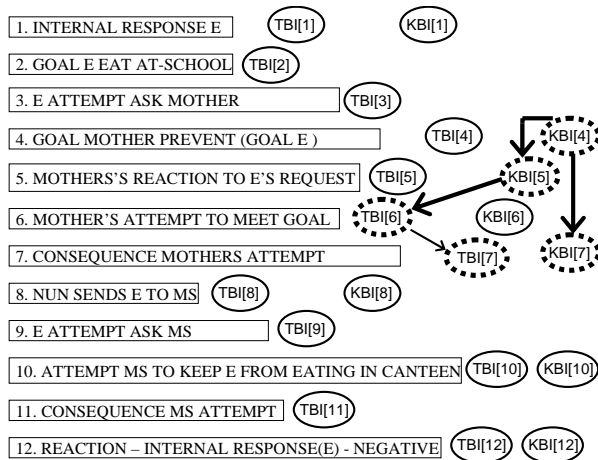 1. INTERNAL RESPONSE E TBI[1] KBI[1]
2. GOAL E EAT AT-SCHOOL TBI[2]
3. E ATTEMPT ASK MOTHER TBI[3]
4. GOAL MOTHER PREVENT (GOAL E ) TBI[4] KBI[4]
5. MOTHERS'S REACTION TO E'S REQUEST TBI[5] KBI[5]
6. MOTHER'S ATTEMPT TO MEET GOAL TBI[6] KBI[6]
7. CONSEQUENCE MOTHERS ATTEMPT TBI[7] KBI[7]
8. NUN SENDS E TO MS TBI[8] KBI[8]
9. E ATTEMPT ASK MS TBI[9]
10. ATTEMPT MS TO KEEP E FROM EATING IN CANTEEN TBI[10] KBI[10]
11. CONSEQUENCE MS ATTEMPT TBI[11]
12. REACTION – INTERNAL RESPONSE(E) - NEGATIVE TBI[12] KBI[12]